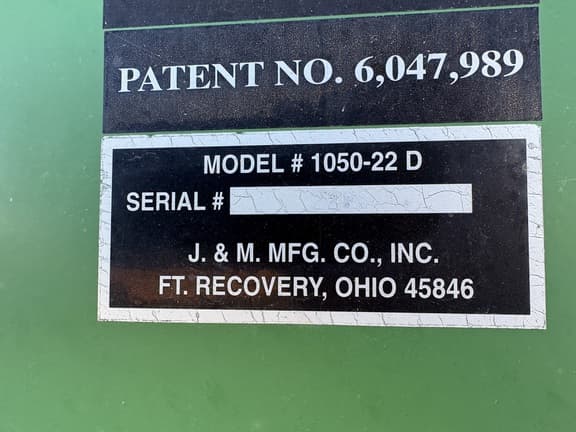 PATENT NO. 6,047,989
MODEL # 1050-22 D
SERIAL #
J. & M. MFG. CO., INC.
FT. RECOVERY, OHIO 45846